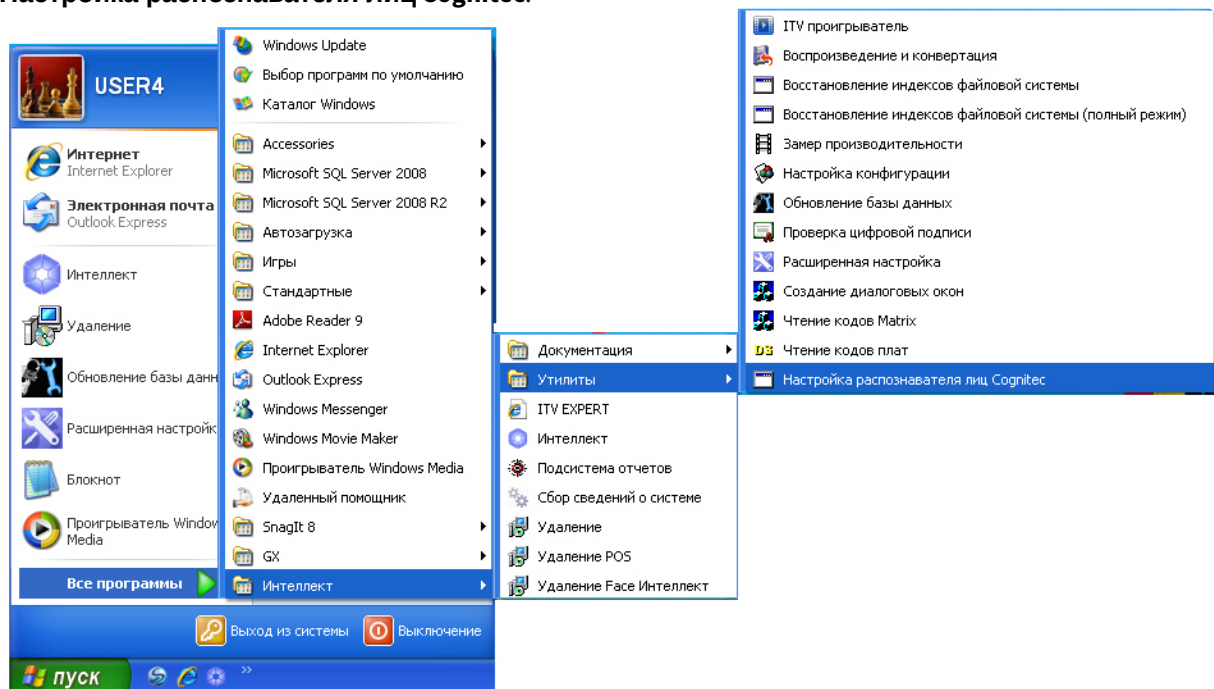 Настройка распознавателя лиц Cognitec.
USER4
Интернет
Internet Explorer
Электронная почта
Outlook Express
Интеллект
Удаление
Обновление базы данн
Расширенная настройк
Блокнот
Проигрыватель Window
Media
Все программы
Выход из системы
Выключение
пуск
»
Windows Update
Выбор программ по умолчанию
Каталог Windows
Accessories
Microsoft SQL Server 2008
Microsoft SQL Server 2008 R2
Автозагрузка
Игры
Стандартные
Adobe Reader 9
Internet Explorer
Outlook Express
Windows Messenger
Windows Movie Maker
Проигрыватель Windows Media
Удаленный помощник
SnagIt 8
GX
Интеллект
Документация
Утилиты
ITV EXPERT
Интеллект
Подсистема отчетов
Сбор сведений о системе
Удаление
Удаление POS
Удаление Face Интеллект
ITV проигрыватель
Воспроизведение и конвертация
Восстановление индексов файловой системы
Восстановление индексов файловой системы (полный режим)
Замер производительности
Настройка конфигурации
Обновление базы данных
Проверка цифровой подписи
Расширенная настройка
Создание диалоговых окон
Чтение кодов Matrix
DS Чтение кодов плат
Настройка распознавателя лиц Cognitec